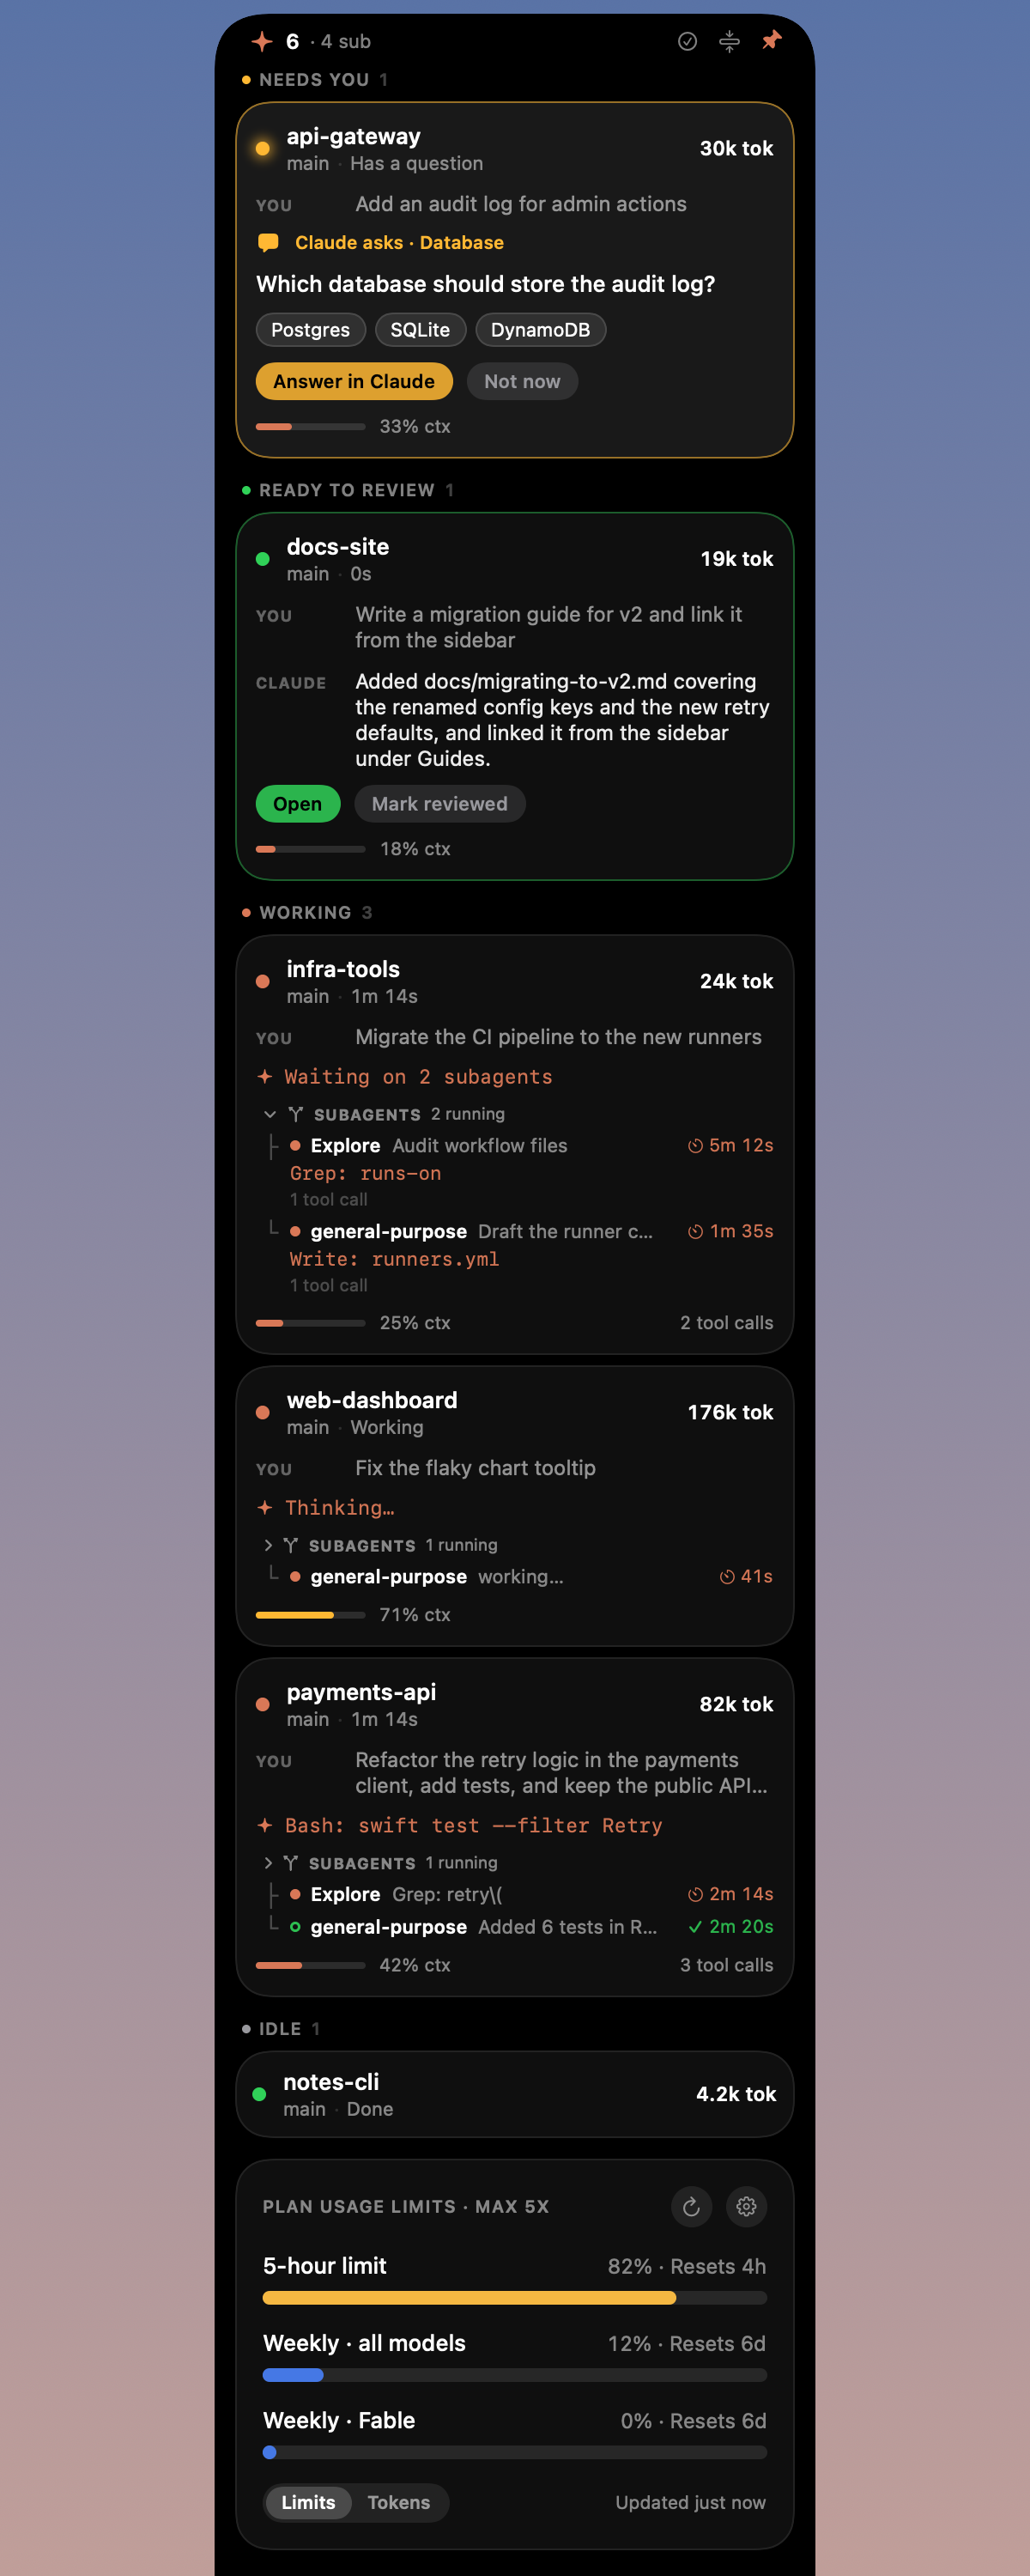 6 · 4 sub
NEEDS YOU 1
api-gateway
30k tok
main · Has a question
YOU Add an audit log for admin actions
Claude asks · Database
Which database should store the audit log?
Postgres SQLite DynamoDB
Answer in Claude Not now
33% ctx
READY TO REVIEW 1
docs-site
19k tok
main · 0s
YOU Write a migration guide for v2 and link it
from the sidebar
CLAUDE Added docs/migrating-to-v2.md covering
the renamed config keys and the new retry
defaults, and linked it from the sidebar
under Guides.
Open Mark reviewed
18% ctx
WORKING 3
infra-tools
24k tok
main · 1m 14s
YOU Migrate the CI pipeline to the new runners
Waiting on 2 subagents
SUBAGENTS 2 running
Explore Audit workflow files 5m 12s
Grep: runs-on
1 tool call
general-purpose Draft the runner c... 1m 35s
Write: runners.yml
1 tool call
25% ctx 2 tool calls
web-dashboard
176k tok
main · Working
YOU Fix the flaky chart tooltip
Thinking…
SUBAGENTS 1 running
general-purpose working... 41s
71% ctx
payments-api
82k tok
main · 1m 14s
YOU Refactor the retry logic in the payments
client, add tests, and keep the public API...
Bash: swift test --filter Retry
SUBAGENTS 1 running
Explore Grep: retry\( 2m 14s
general-purpose Added 6 tests in R... 2m 20s
42% ctx 3 tool calls
IDLE 1
notes-cli
4.2k tok
main · Done
PLAN USAGE LIMITS · MAX 5X
5-hour limit 82% · Resets 4h
Weekly · all models 12% · Resets 6d
Weekly · Fable 0% · Resets 6d
Limits Tokens Updated just now